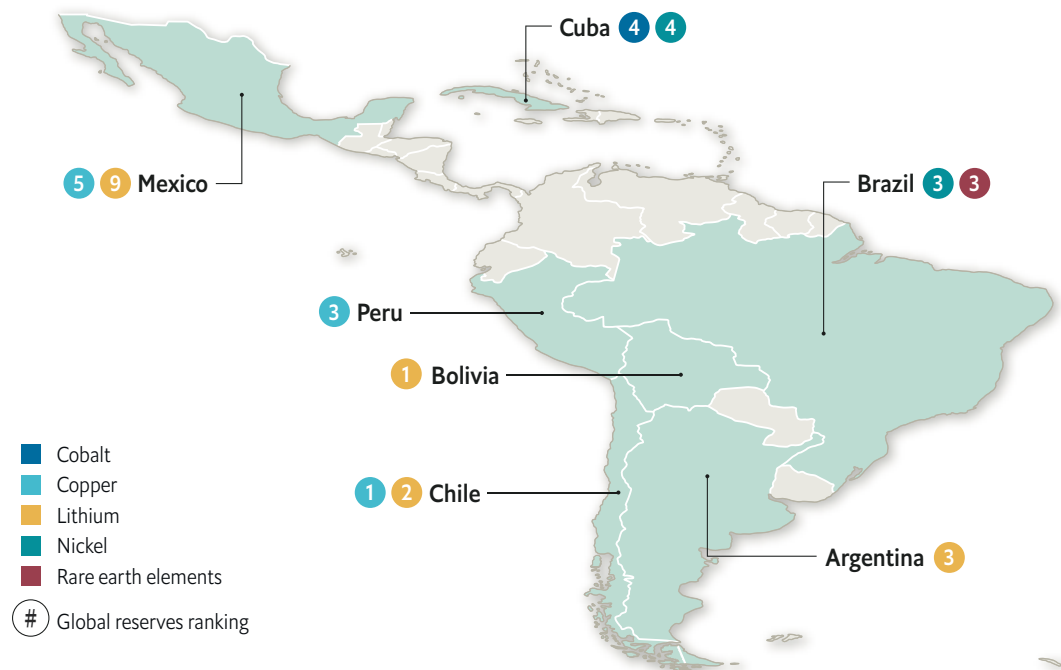 Cuba 4 4
5 9 Mexico
Brazil 3 3
3 Peru
1 Bolivia
1 2 Chile
Argentina 3
Cobalt
Copper
Lithium
Nickel
Rare earth elements
# Global reserves ranking